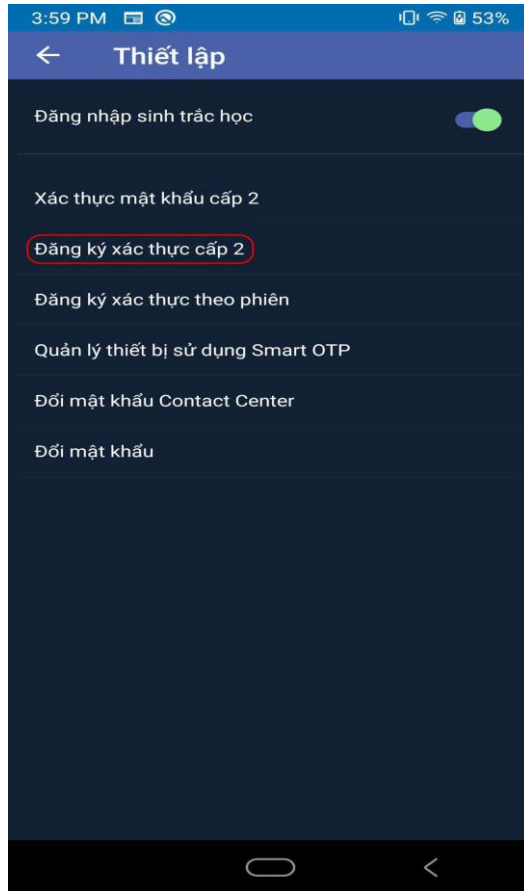 3:59 PM 53%
Thiết lập
Đăng nhập sinh trắc học
Xác thực mật khẩu cấp 2
Đăng ký xác thực cấp 2
Đăng ký xác thực theo phiên
Quản lý thiết bị sử dụng Smart OTP
Đổi mật khẩu Contact Center
Đổi mật khẩu